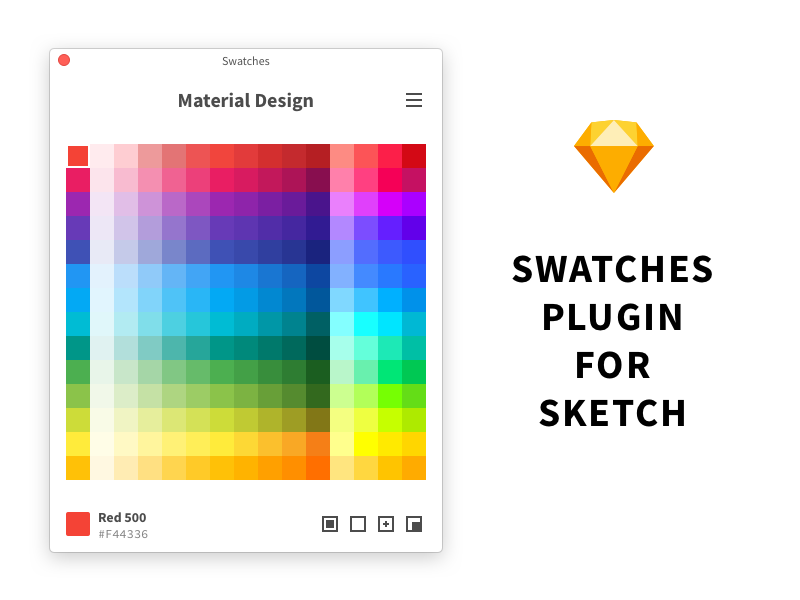 Swatches
Material Design
Red 500
#F44336
SWATCHES
PLUGIN
FOR
SKETCH